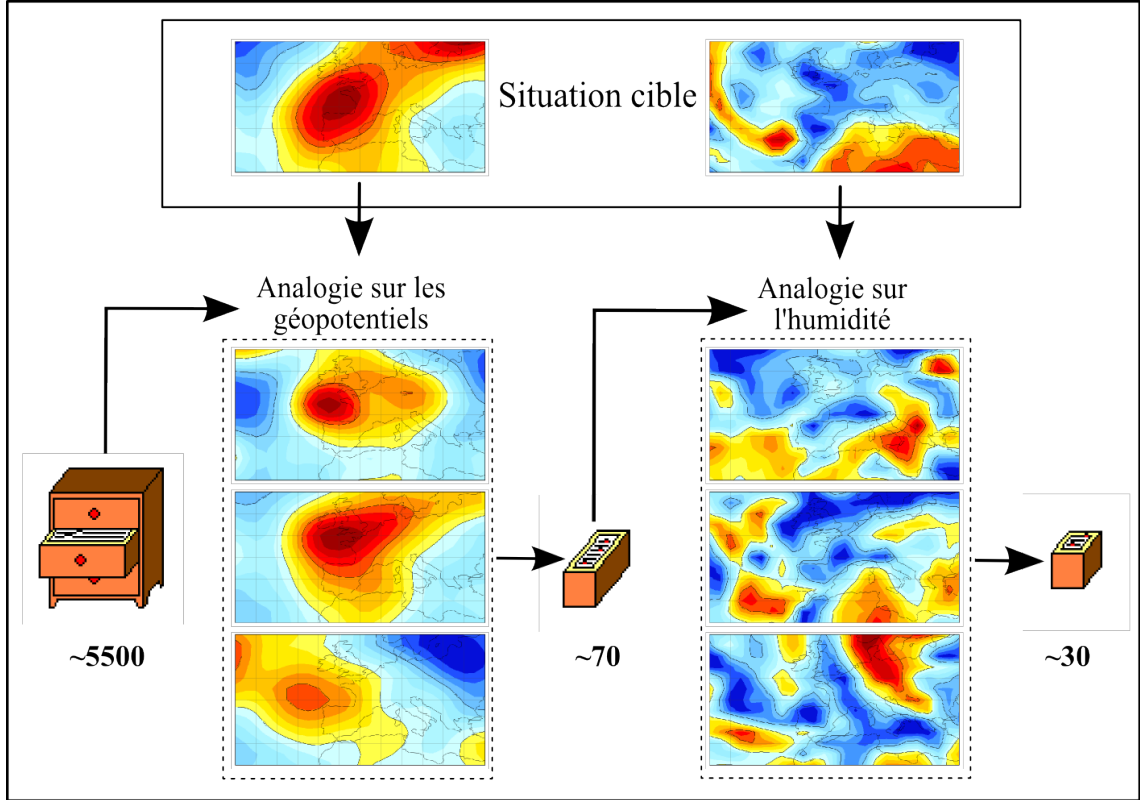 Situation cible
Analogie sur les
géopotentiels
Analogie sur
l'humidité
~5500
~70
~30